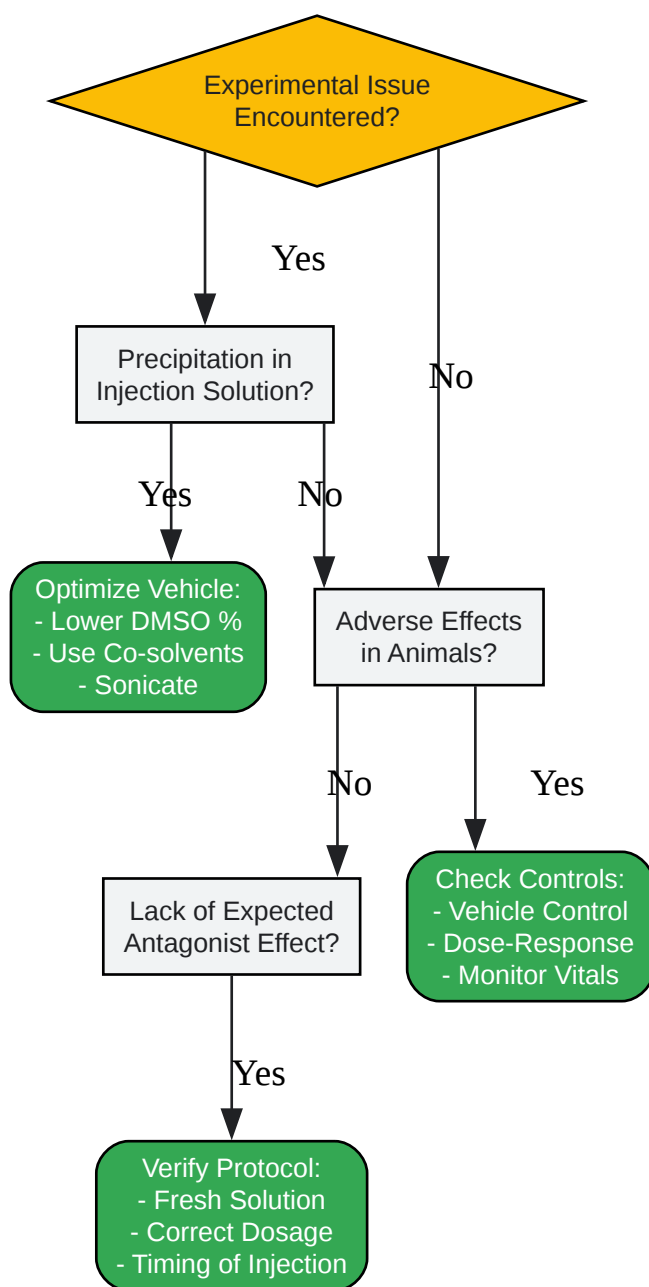 Experimental Issue
Encountered?
Yes
Precipitation in
Injection Solution?
No
Yes
No
Optimize Vehicle:
- Lower DMSO %
- Use Co-solvents
- Sonicate
Adverse Effects
in Animals?
No
Yes
Check Controls:
- Vehicle Control
- Dose-Response
- Monitor Vitals
Lack of Expected
Antagonist Effect?
Yes
Verify Protocol:
- Fresh Solution
- Correct Dosage
- Timing of Injection